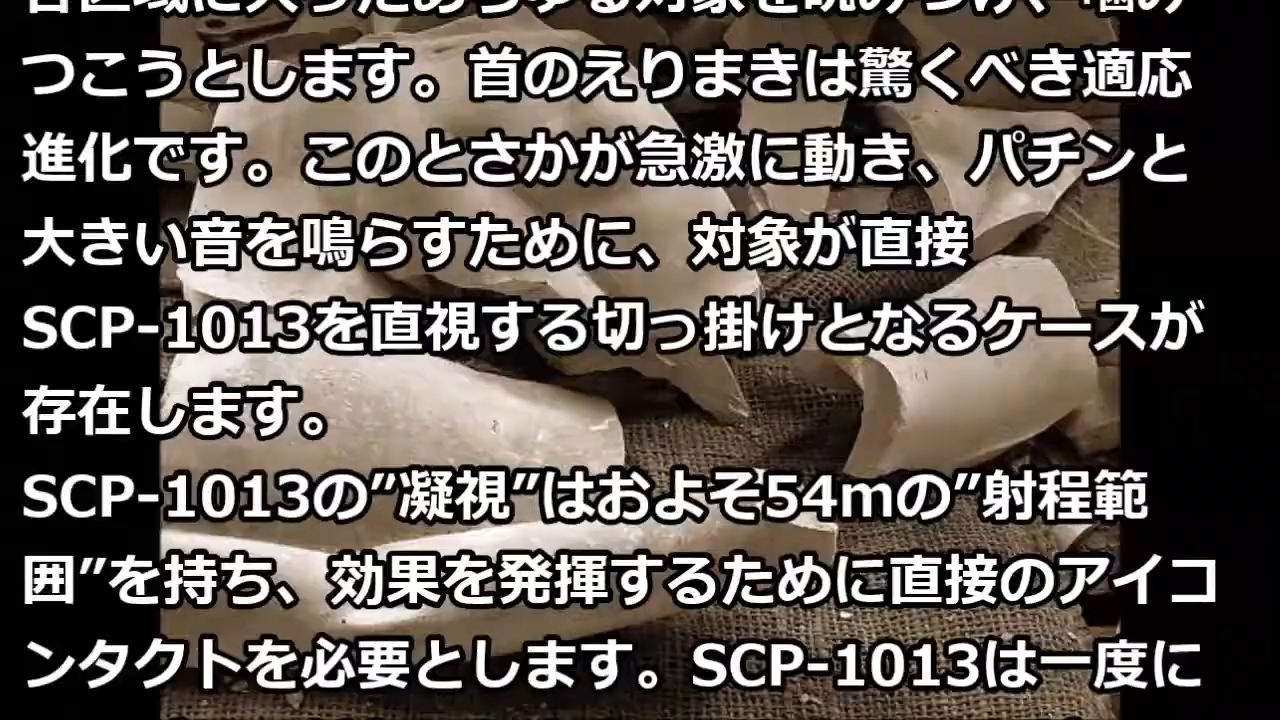 つこうとします。首のえりまきは驚くべき適応
進化です。このとさかが急激に動き、パチンと
大きい音を鳴らすために、対象が直接
SCP-1013を直視する切っ掛けとなるケースが
存在します。
SCP-1013の”凝視”はおよそ54mの”射程範
囲”を持ち、効果を発揮するために直接のアイコ
ンタクトを必要とします。SCP-1013は一度に